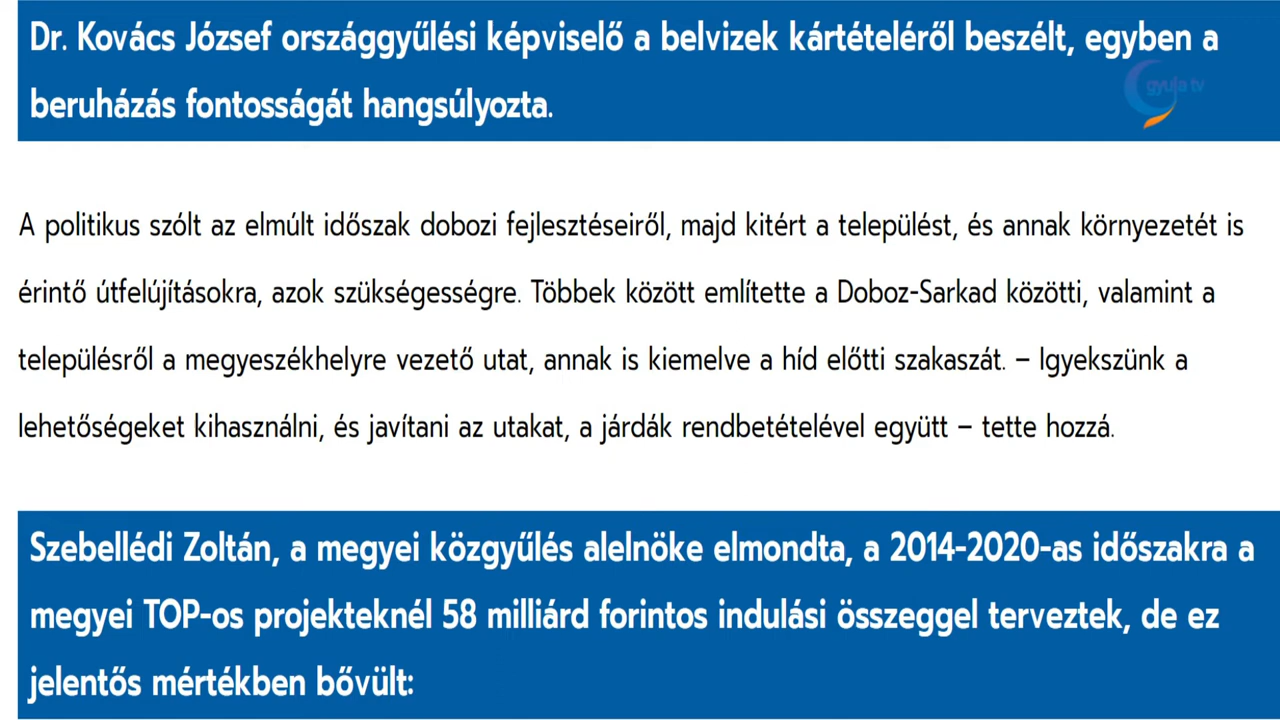 Dr. Kovács József országgyűlési képviselő a belvizek kártételéről beszélt, egyben a
gyula tv
beruházás fontosságát hangsúlyozta.
A politikus szólt az elmúlt időszak dobozi fejlesztéseiről, majd kitért a települést, és annak környezetét is
érintő útfelújításokra, azok szükségességre. Többek között említette a Doboz-Sarkad közötti, valamint a
településről a megyeszékhelyre vezető utat, annak is kiemelve a híd előtti szakaszát. – Igyekszünk a
lehetőségeket kihasználni, és javítani az utakat, a járdák rendbetételével együtt – tette hozzá.
Szebellédi Zoltán, a megyei közgyűlés alelnöke elmondta, a 2014-2020-as időszakra a
megyei TOP-os projekteknél 58 milliárd forintos indulási összeggel terveztek, de ez
jelentős mértékben bővült: